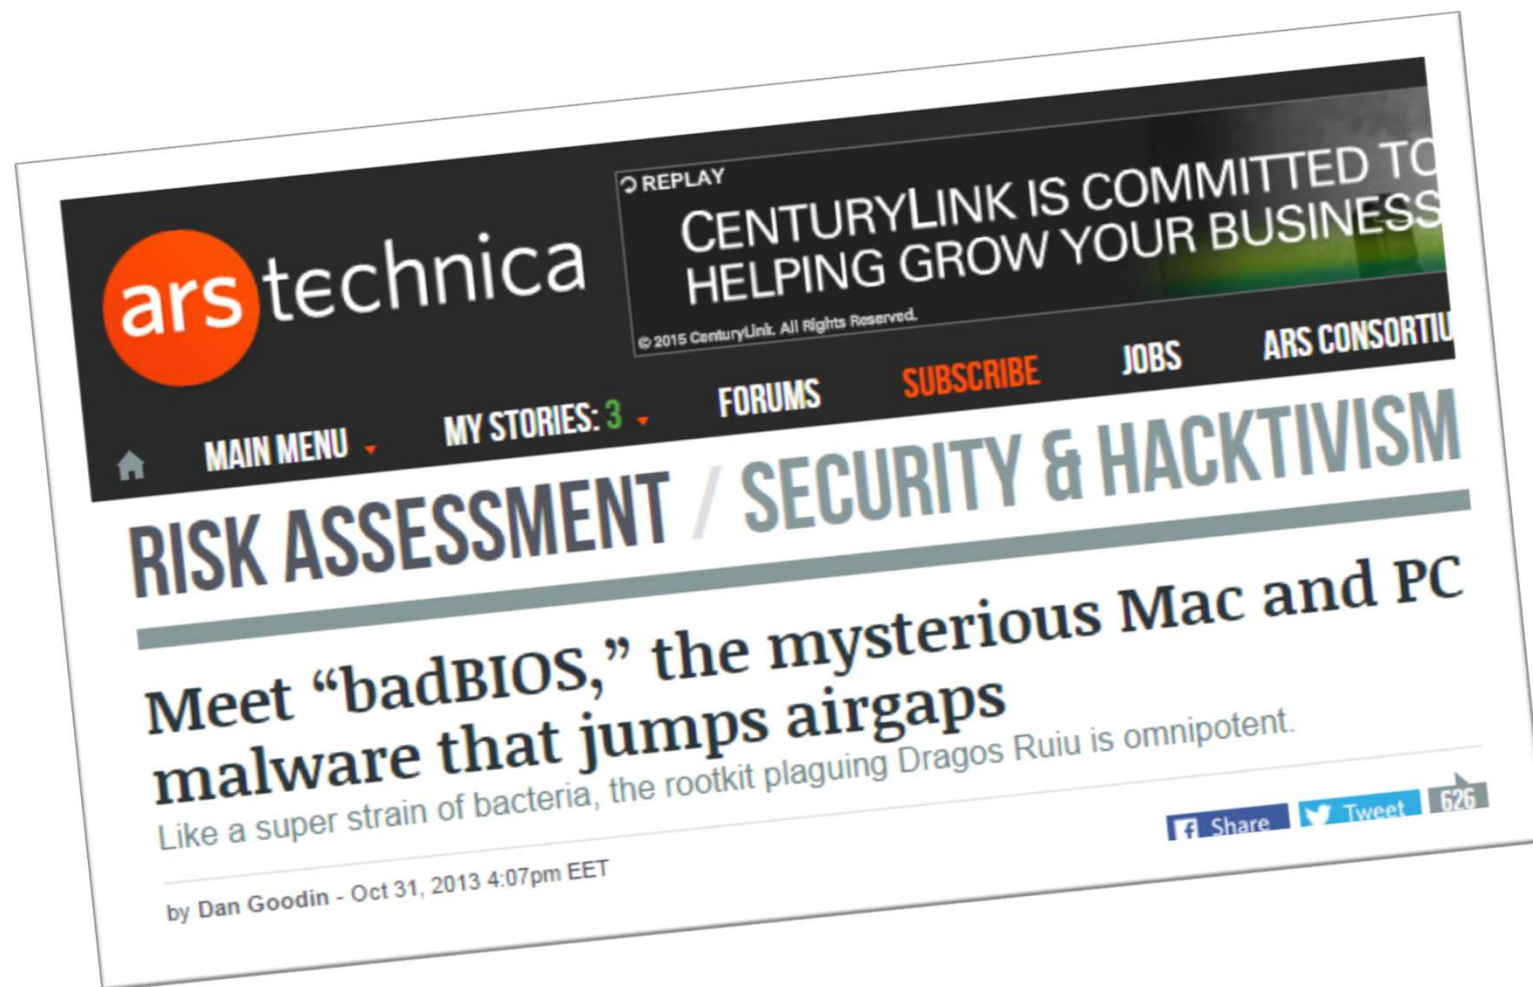 REPLAY
CENTURYLINK IS COMMITTED TO
HELPING GROW YOUR BUSINESS
© 2015 CenturyLink. All Rights Reserved.
ars technica
MAIN MENU MY STORIES: 3 FORUMS SUBSCRIBE JOBS ARS CONSORTIU
RISK ASSESSMENT / SECURITY & HACKTIVISM
Meet “badBIOS,” the mysterious Mac and PC
malware that jumps airgaps
Like a super strain of bacteria, the rootkit plaguing Dragos Ruiu is omnipotent.
by Dan Goodin - Oct 31, 2013 4:07pm EET
Share Tweet 626